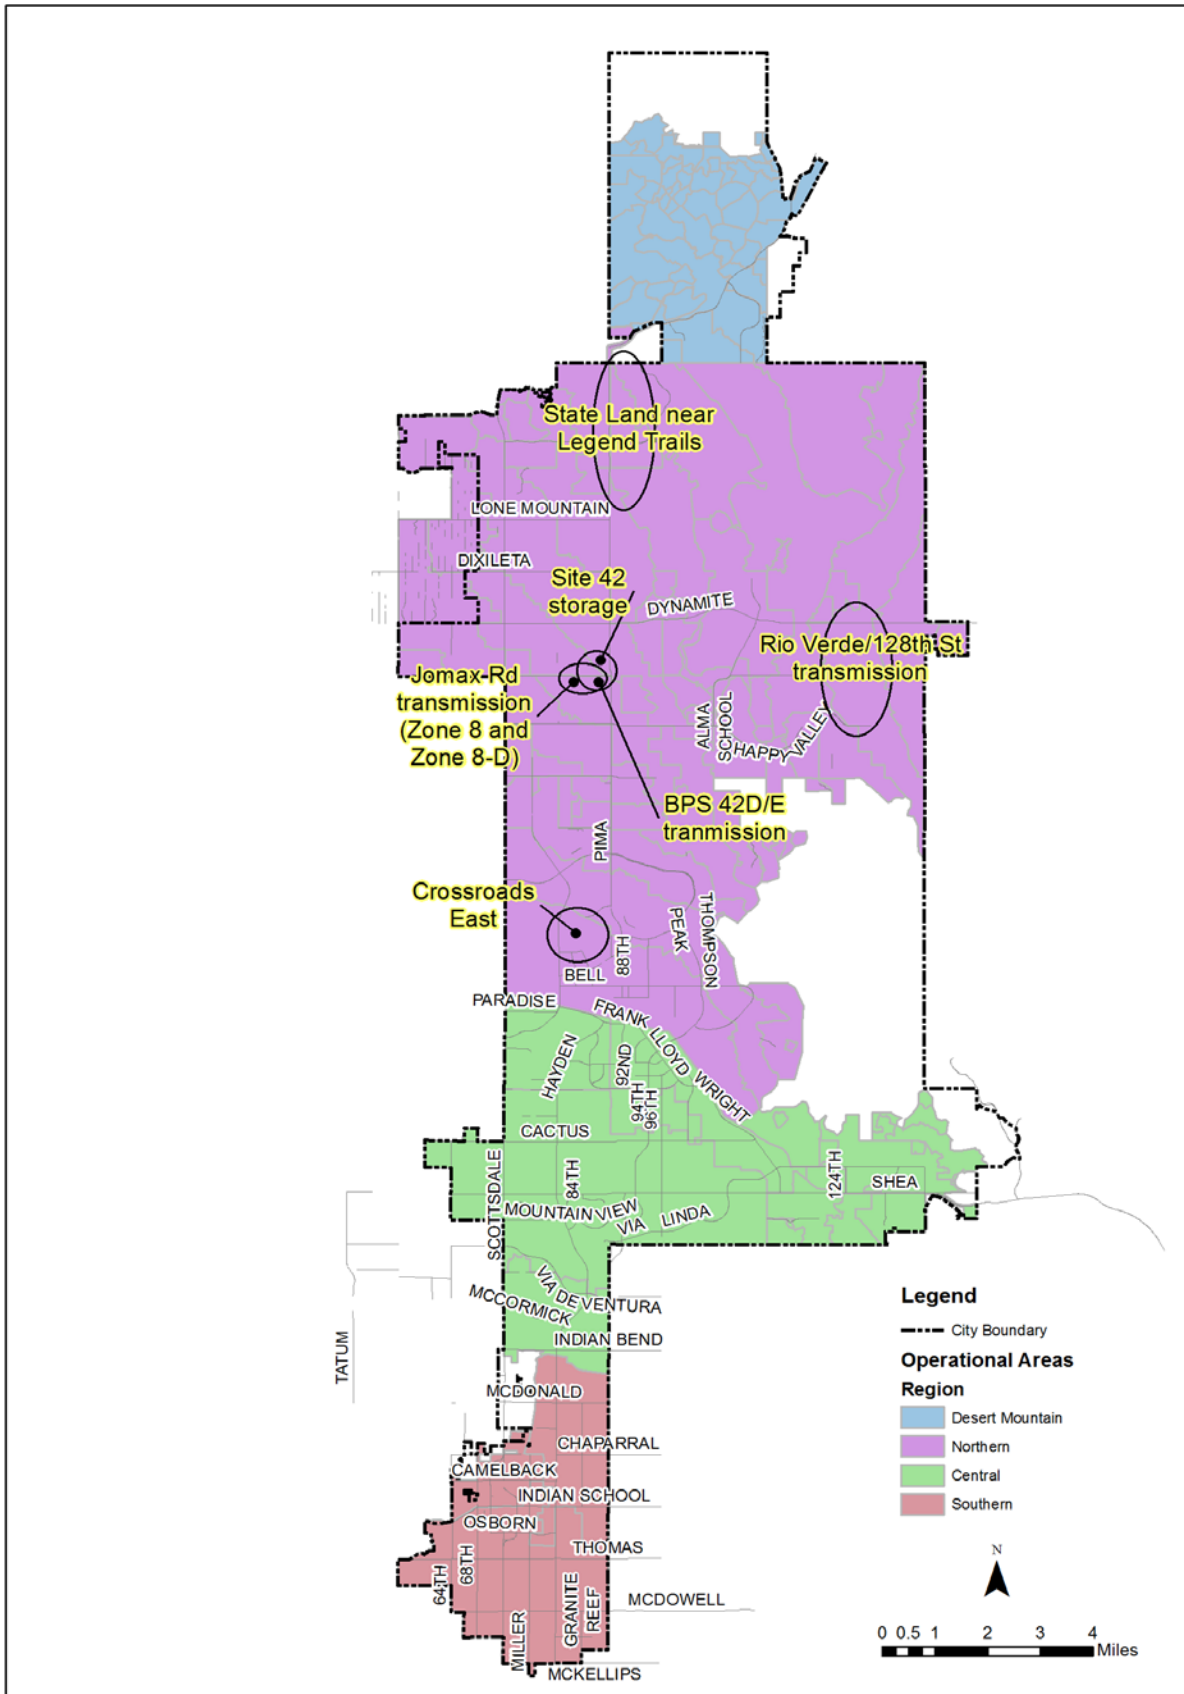 State Land near
Legend Trails
LONE MOUNTAIN
DIXILETA
Site 42
storage
DYNAMITE
Rio Verde/128th St
transmission
Jomax Rd
transmission
(Zone 8 and
Zone 8-D)
ALMA
SCHOOL
HAPPY VALLEY
BPS 42D/E
tranmission
PIMA
Crossroads
East
PEAK
THOMPSON
88TH
BELL
PARADISE
FRANK LLOYD WRIGHT
HAYDEN
92ND
94TH
96TH
CACTUS
SCOTTSDALE
84TH
124TH
SHEA
MOUNTAIN VIEW
VIA LINDA
VIA DE VENTURA
MCCORMICK
INDIAN BEND
TATUM
MCDONALD
CHAPARRAL
CAMELBACK
INDIAN SCHOOL
OSBORN
THOMAS
64TH
68TH
MILLER
GRANITE
REEF
MCDOWELL
MCKELLIPS
Legend
City Boundary
Operational Areas
Region
Desert Mountain
Northern
Central
Southern
N
0 0.5 1 2 3 4
Miles